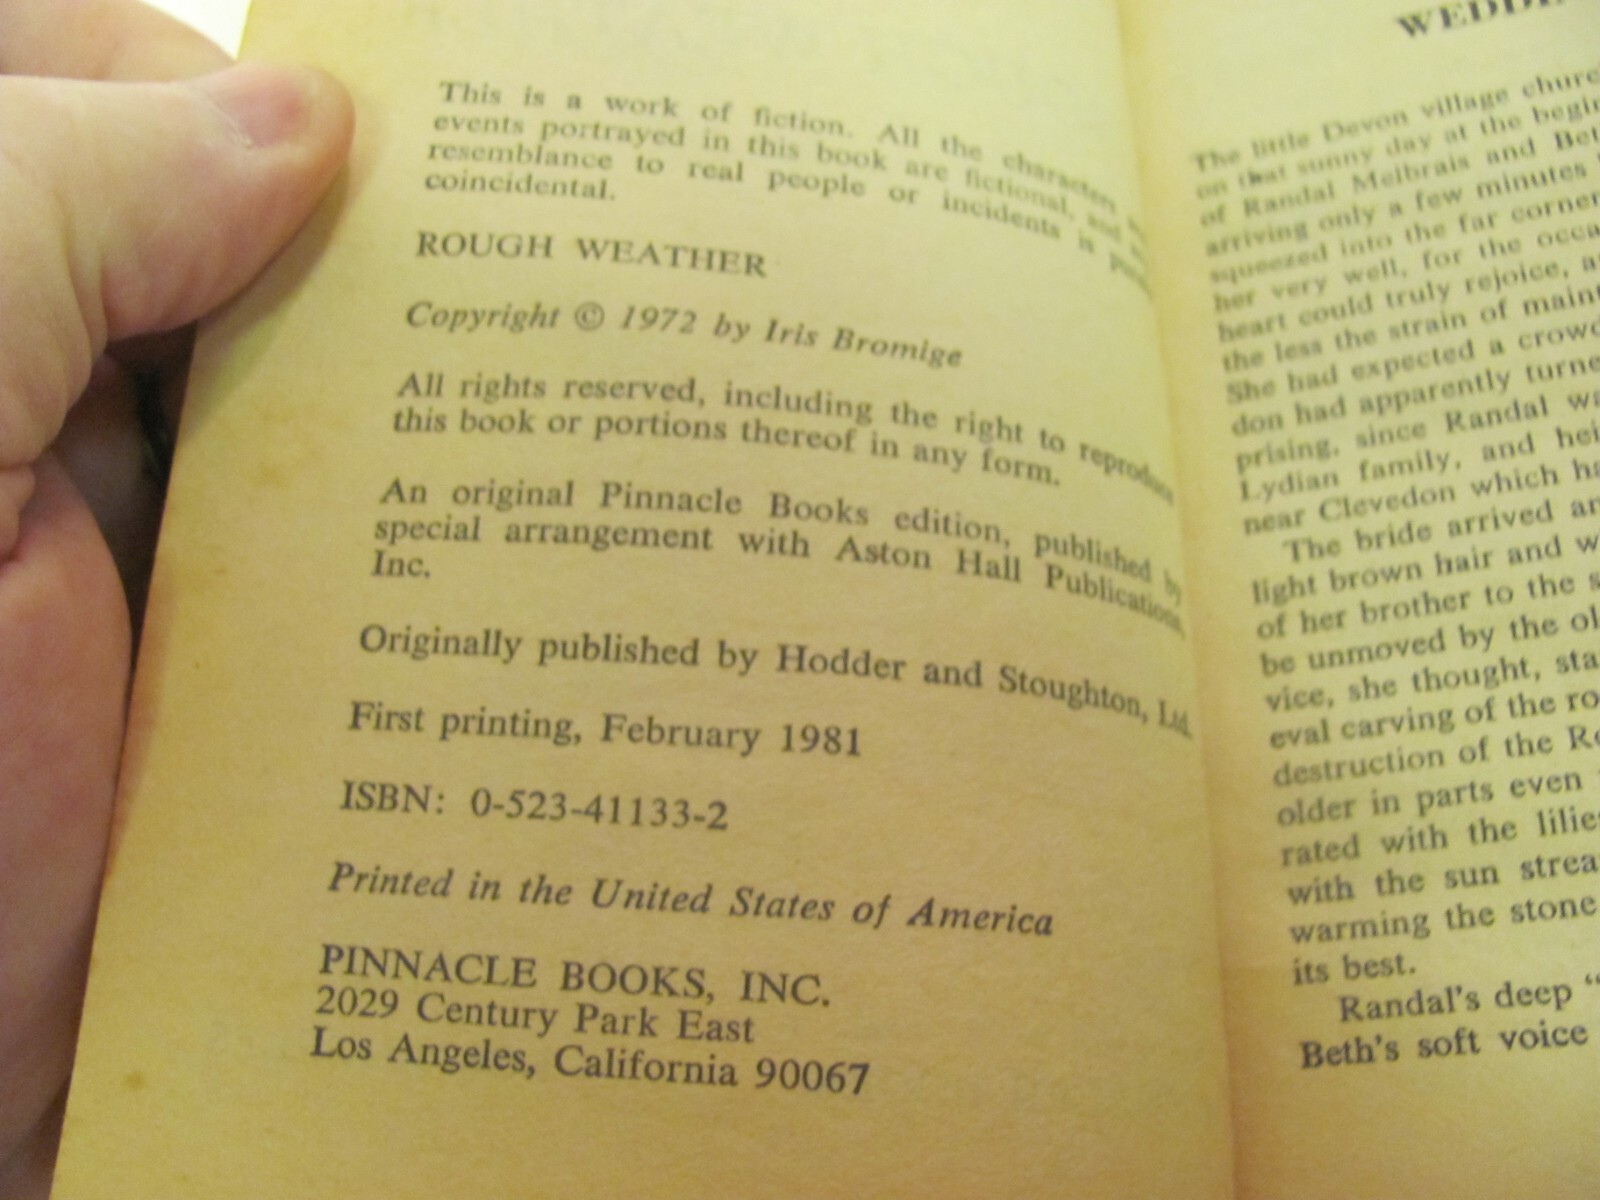 This is a work of fiction. All the characters
events portrayed in this book are fictional, and any
resemblance to real people or incidents is
coincidental.
ROUGH WEATHER
Copyright © 1972 by Iris Bromige
All rights reserved, including the right to reproduce
this book or portions thereof in any form.
An original Pinnacle Books edition, published by
special arrangement with Aston Hall Publications,
Inc.
Originally published by Hodder and Stoughton, Ltd.
First printing, February 1981
ISBN: 0-523-41133-2
Printed in the United States of America
PINNACLE BOOKS, INC.
2029 Century Park East
Los Angeles, California 90067
The little Devon village
on that sunny day at the
of Randal Melbrais and
arriving only a few minutes
squeezed into the far corner
her very well, for the
heart could truly rejoice,
the less the strain of
She had expected a
don had apparently
prising, since Randal
Lydian family, and
near Clevedon which
The bride arrived
light brown hair and
of her brother to the
be unmoved by the
vice, she thought,
eval carving of the
destruction of the
older in parts even
rated with the
with the sun
warming the stone
its best.
Randal's deep “
Beth's soft voice